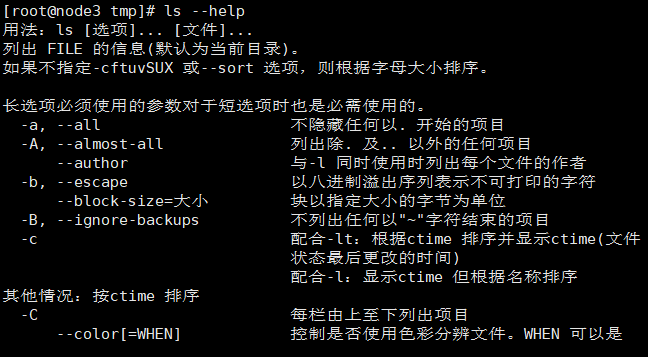 [root@node3 tmp]# ls --help
用法：ls [选项]... [文件]...
列出 FILE 的信息(默认为当前目录)。
如果不指定-cftuvSUX 或--sort 选项，则根据字母大小排序。
长选项必须使用的参数对于短选项时也是必需使用的。
-a, --all 不隐藏任何以. 开始的项目
-A, --almost-all 列出除. 及.. 以外的任何项目
--author 与-l 同时使用时列出每个文件的作者
-b, --escape 以八进制溢出序列表示不可打印的字符
--block-size=大小 块以指定大小的字节为单位
-B, --ignore-backups 不列出任何以"~"字符结束的项目
-c 配合-lt：根据ctime 排序并显示ctime(文件
状态最后更改的时间)
配合-l：显示ctime 但根据名称排序
其他情况：按ctime 排序
-C 每栏由上至下列出项目
--color[=WHEN] 控制是否使用色彩分辨文件。WHEN 可以是